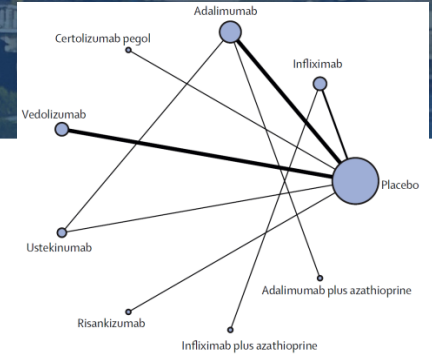 Adalimumab
Certolizumab pegol
Infliximab
Vedolizumab
Placebo
Ustekinumab
Adalimumab plus azathioprine
Risankizumab
Infliximab plus azathioprine